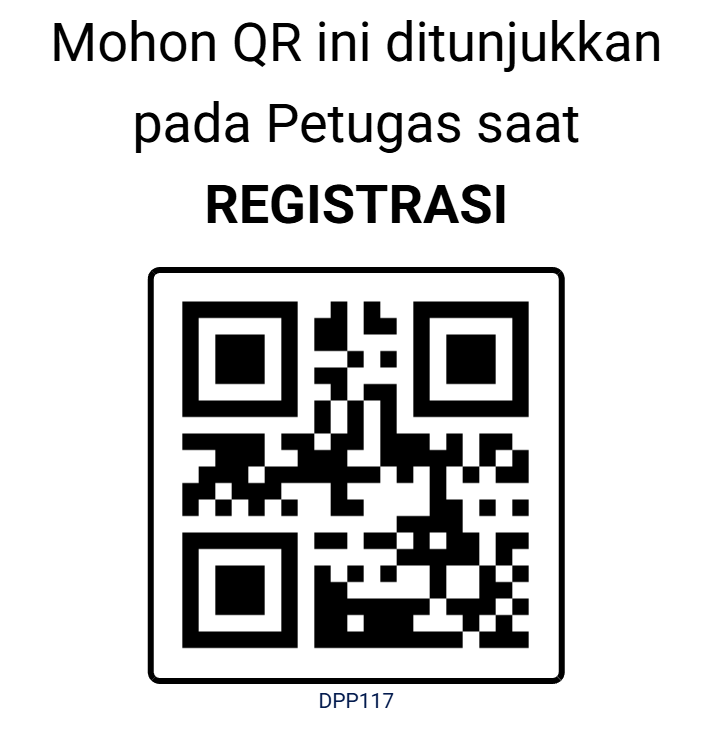 Mohon QR ini ditunjukkan
pada Petugas saat
REGISTRASI
DPP117